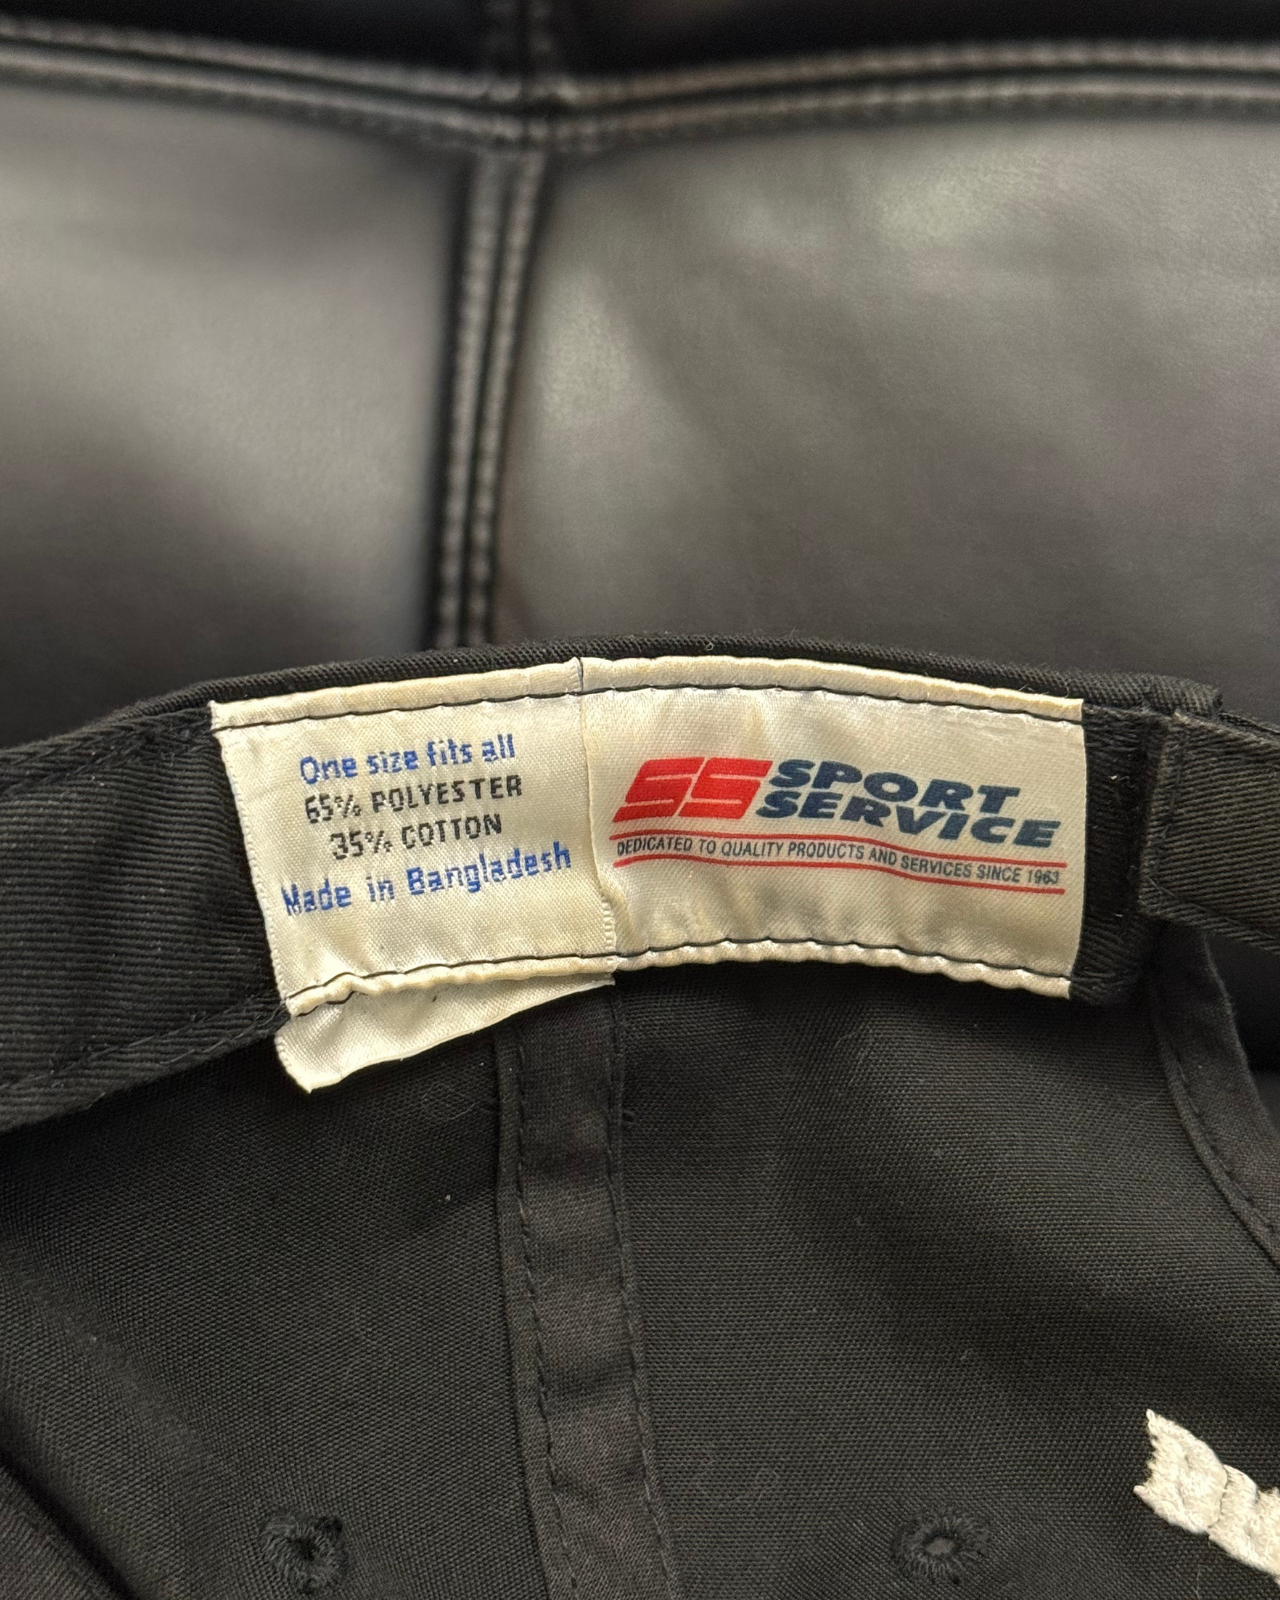 One size fits all
65% POLYESTER
35% COTTON
Made in Bangladesh
SS SPORT
SERVICE
DEDICATED TO QUALITY PRODUCTS AND SERVICES SINCE 1963